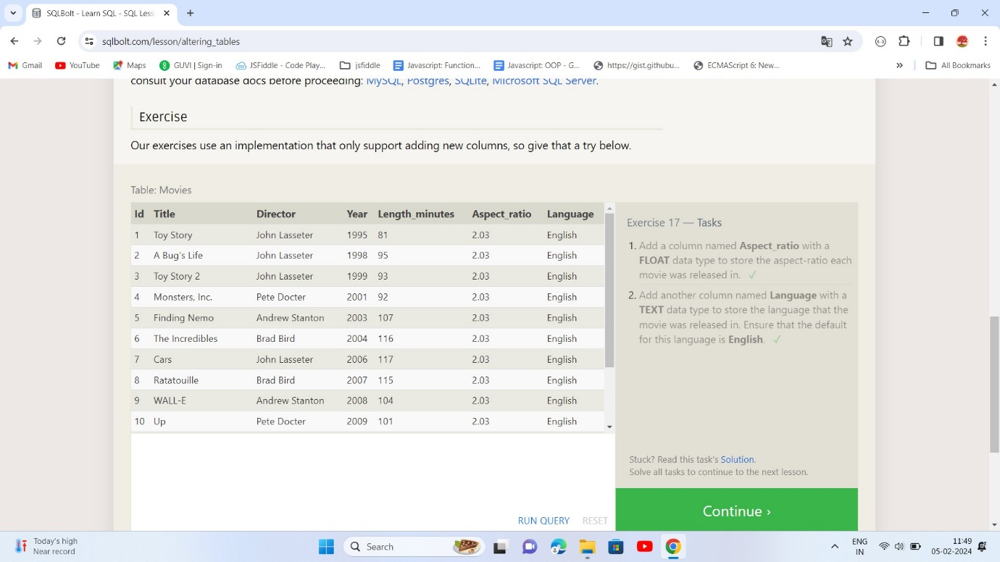 SQLBolt - Learn SQL - SQL Less
sqlbolt.com/lesson/altering_tables
Gmail YouTube Maps GUVI | Sign-in JSFiddle - Code Play... jsfiddle Javascript: Function... Javascript: OOP - G... https://gist.githubu... ECMAScript 6: New... » All Bookmarks
consult your database docs before proceeding: MySQL, Postgres, SQLite, Microsoft SQL Server.
Exercise
Our exercises use an implementation that only support adding new columns, so give that a try below.
Table: Movies
Id Title Director Year Length_minutes Aspect_ratio Language
1 Toy Story John Lasseter 1995 81 2.03 English
2 A Bug's Life John Lasseter 1998 95 2.03 English
3 Toy Story 2 John Lasseter 1999 93 2.03 English
4 Monsters, Inc. Pete Docter 2001 92 2.03 English
5 Finding Nemo Andrew Stanton 2003 107 2.03 English
6 The Incredibles Brad Bird 2004 116 2.03 English
7 Cars John Lasseter 2006 117 2.03 English
8 Ratatouille Brad Bird 2007 115 2.03 English
9 WALL-E Andrew Stanton 2008 104 2.03 English
10 Up Pete Docter 2009 101 2.03 English
RUN QUERY RESET
Exercise 17 — Tasks
1. Add a column named Aspect_ratio with a
FLOAT data type to store the aspect-ratio each
movie was released in. ✓
2. Add another column named Language with a
TEXT data type to store the language that the
movie was released in. Ensure that the default
for this language is English. ✓
Stuck? Read this task's Solution.
Solve all tasks to continue to the next lesson.
Continue ›
Today's high
Near record
Search
ENG
IN
11:49
05-02-2024